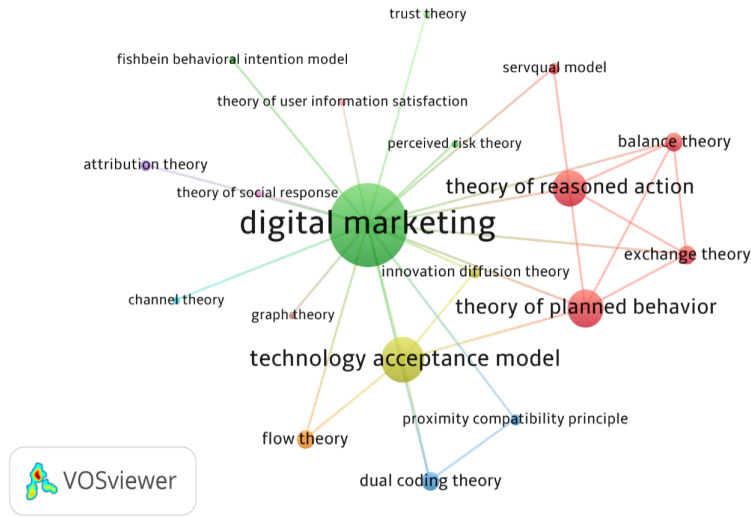 trust theory
fishbein behavioral intention model
servqual model
theory of user information satisfaction
perceived risk theory
balance theory
attribution theory
theory of social response
theory of reasoned action
digital marketing
exchange theory
innovation diffusion theory
channel theory
graph theory
theory of planned behavior
technology acceptance model
proximity compatibility principle
flow theory
dual coding theory
VOSviewer